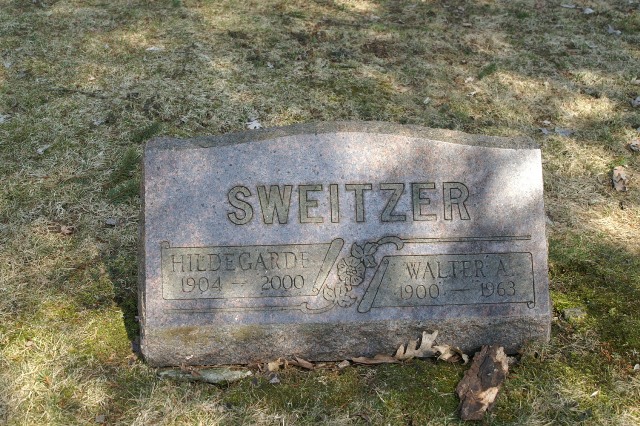 SWEITZER
HILDEGARDE
1904 — 2000
WALTER A.
1900 — 1963